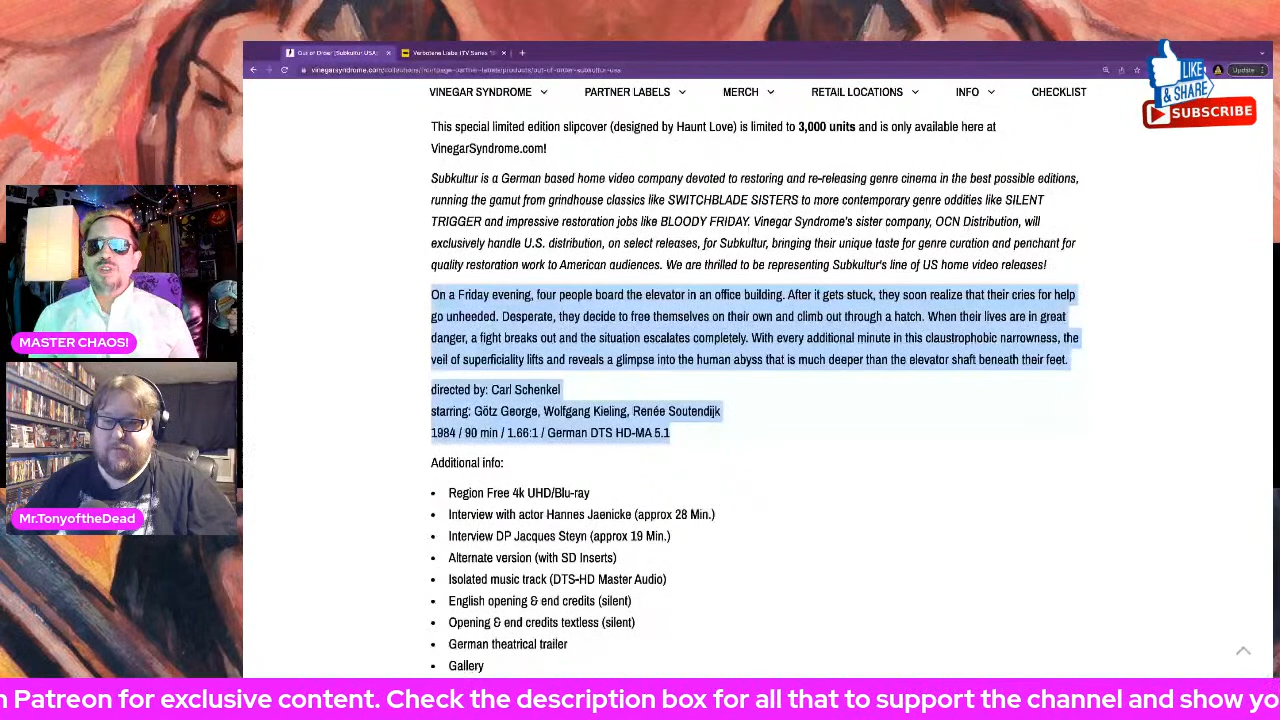 Out of Order [Subkultur USA]
Verbotene Liebe (TV Series
Update
VINEGAR SYNDROME
PARTNER LABELS
MERCH
RETAIL LOCATIONS
INFO
CHECKLIST
LIKE
& SHARE
SUBSCRIBE
This special limited edition slipcover (designed by Haunt Love) is limited to 3,000 units and is only available here at
VinegarSyndrome.com!
Subkultur is a German based home video company devoted to restoring and re-releasing genre cinema in the best possible editions,
running the gamut from grindhouse classics like SWITCHBLADE SISTERS to more contemporary genre oddities like SILENT
TRIGGER and impressive restoration jobs like BLOODY FRIDAY. Vinegar Syndrome's sister company, OCN Distribution, will
exclusively handle U.S. distribution, on select releases, for Subkultur, bringing their unique taste for genre curation and penchant for
quality restoration work to American audiences. We are thrilled to be representing Subkultur's line of US home video releases!
On a Friday evening, four people board the elevator in an office building. After it gets stuck, they soon realize that their cries for help
go unheeded. Desperate, they decide to free themselves on their own and climb out through a hatch. When their lives are in great
danger, a fight breaks out and the situation escalates completely. With every additional minute in this claustrophobic narrowness, the
veil of superficiality lifts and reveals a glimpse into the human abyss that is much deeper than the elevator shaft beneath their feet.
directed by: Carl Schenkel
starring: Götz George, Wolfgang Kieling, Renée Soutendijk
1984 / 90 min / 1.66:1 / German DTS HD-MA 5.1
Additional info:
• Region Free 4k UHD/Blu-ray
• Interview with actor Hannes Jaenicke (approx 28 Min.)
• Interview DP Jacques Steyn (approx 19 Min.)
• Alternate version (with SD Inserts)
• Isolated music track (DTS-HD Master Audio)
• English opening & end credits (silent)
• Opening & end credits textless (silent)
• German theatrical trailer
• Gallery
MASTER CHAOS!
Mr.TonyoftheDead
n Patreon for exclusive content. Check the description box for all that to support the channel and show yo